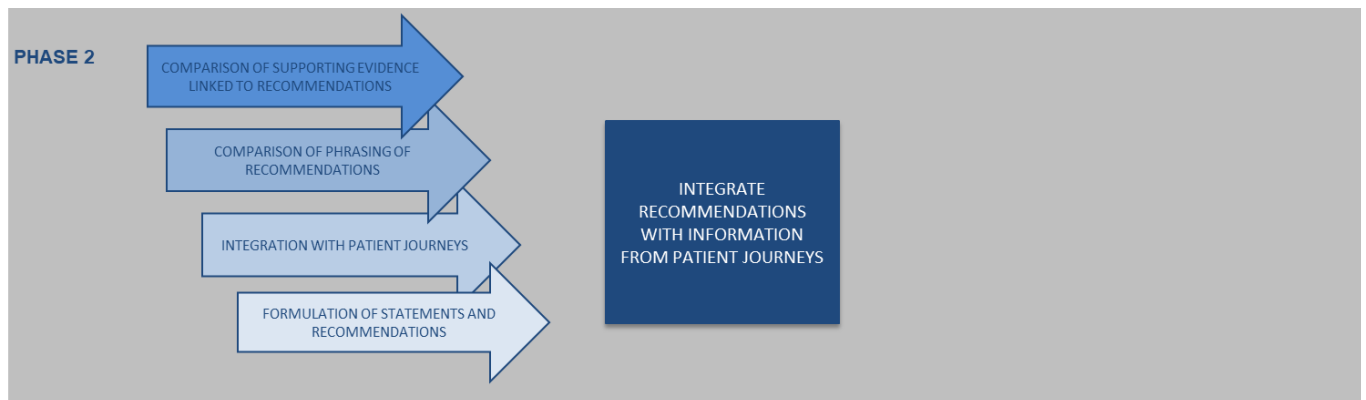 PHASE 2
COMPARISON OF SUPPORTING EVIDENCE
LINKED TO RECOMMENDATIONS
COMPARISON OF PHRASING OF
RECOMMENDATIONS
INTEGRATION WITH PATIENT JOURNEYS
FORMULATION OF STATEMENTS AND
RECOMMENDATIONS
INTEGRATE
RECOMMENDATIONS
WITH INFORMATION
FROM PATIENT JOURNEYS